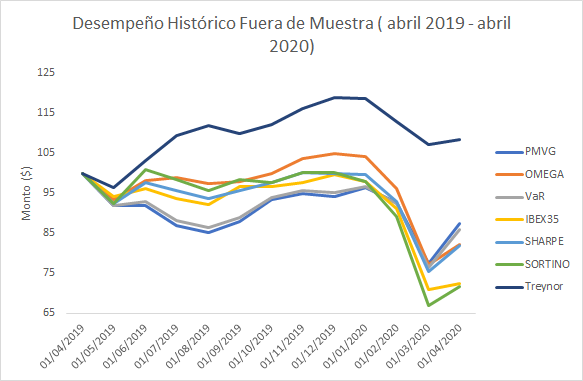 Desempeño Histórico Fuera de Muestra ( abril 2019 - abril
2020)
125
115
105
95
85
75
65
Monto ($)
01/04/2019
01/05/2019
01/06/2019
01/07/2019
01/08/2019
01/09/2019
01/10/2019
01/11/2019
01/12/2019
01/01/2020
01/02/2020
01/03/2020
01/04/2020
PMVG
OMEGA
VaR
IBEX35
SHARPE
SORTINO
Treynor